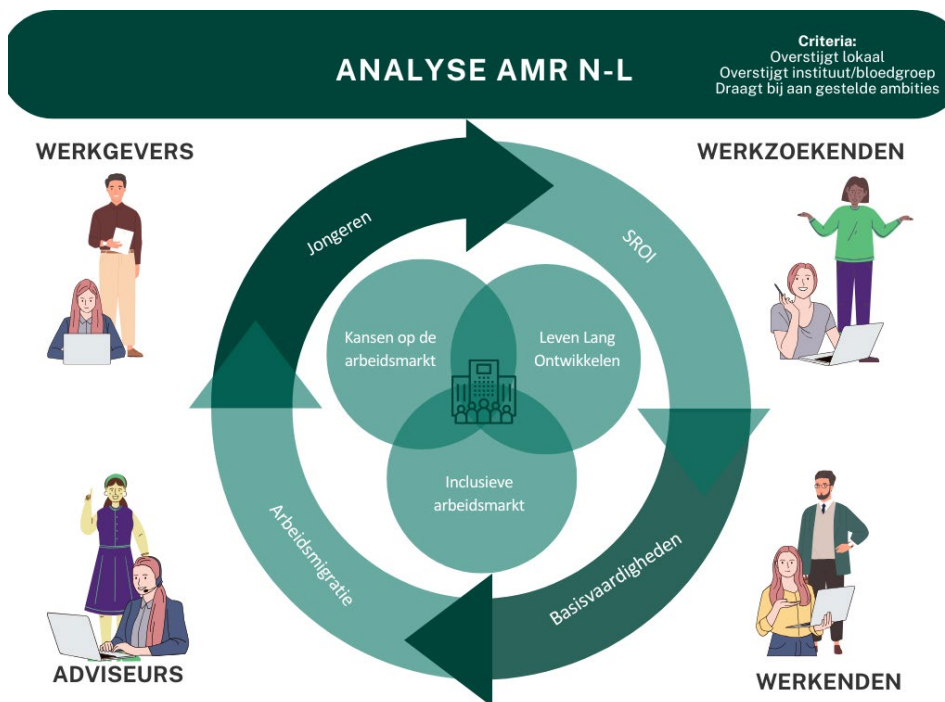 ANALYSE AMR N-L
Criteria:
Overstijgt lokaal
Overstijgt instituut/bloedgroep
Draagt bij aan gestelde ambities
WERKGEVERS
WERKZOEKENDEN
Jongeren
SROI
Kansen op de
arbeidsmarkt
Leven Lang
Ontwikkelen
Inclusieve
arbeidsmarkt
Arbeidsmigratie
Basisvaardigheden
ADVISEURS
WERKENDEN